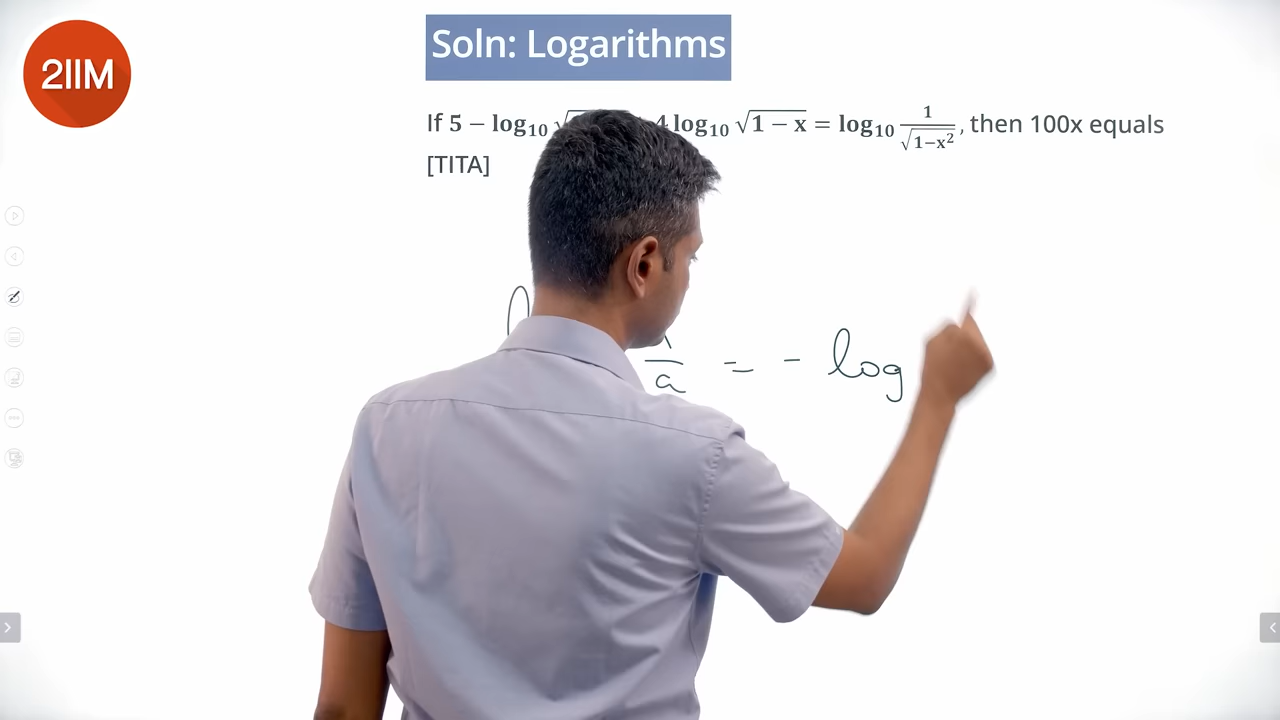 2IIM
Soln: Logarithms
If 5 − log₁₀ √ 4 log₁₀ √(1 − x) = log₁₀ 1/√(1−x²), then 100x equals
[TITA]
/a = − log